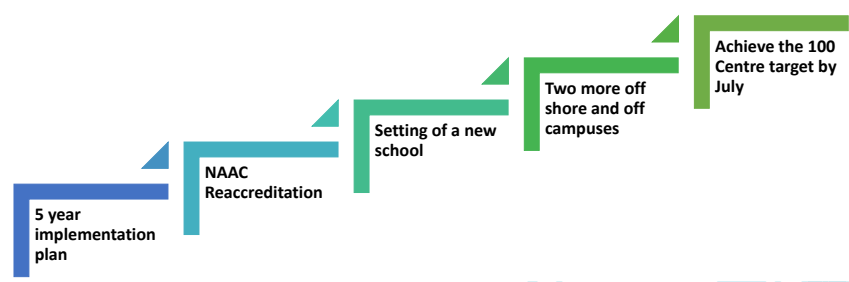 5 year
implementation
plan
NAAC
Reaccreditation
Setting of a new
school
Two more off
shore and off
campuses
Achieve the 100
Centre target by
July